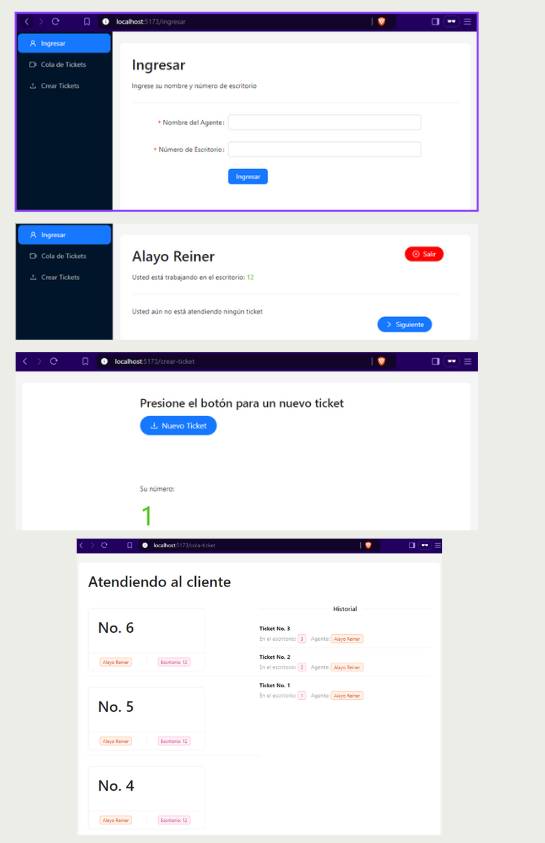 localhost:5173/ingresar
Ingresar
Cola de Tickets
Crear Tickets
Ingresar
Ingrese su nombre y número de escritorio
* Nombre del Agente:
* Número de Escritorio:
Ingresar
Ingresar
Cola de Tickets
Crear Tickets
Alayo Reiner
Salir
Usted está trabajando en el escritorio: 12
Usted aún no está atendiendo ningún ticket
Siguiente
localhost:5173/crear-ticket
Presione el botón para un nuevo ticket
Nuevo Ticket
Su número:
1
localhost:5173/cola-ticket
Atendiendo al cliente
No. 6
Alayo Reiner Escritorio: 12
No. 5
Alayo Reiner Escritorio: 12
No. 4
Alayo Reiner Escritorio: 12
Historial
Ticket No. 3
En el escritorio: 2 Agente: Alayo Reiner
Ticket No. 2
En el escritorio: 2 Agente: Alayo Reiner
Ticket No. 1
En el escritorio: 1 Agente: Alayo Reiner